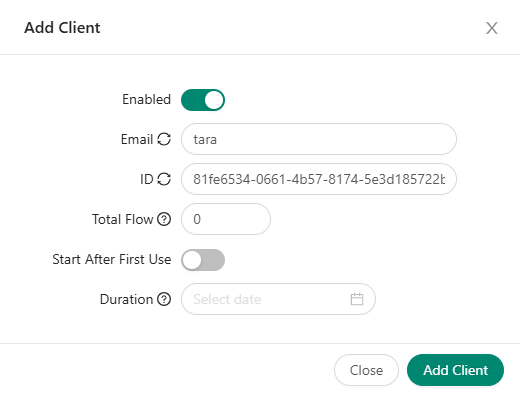 Add Client
Enabled
Email tara
ID 81fe6534-0661-4b57-8174-5e3d185722b
Total Flow 0
Start After First Use
Duration Select date
Close Add Client